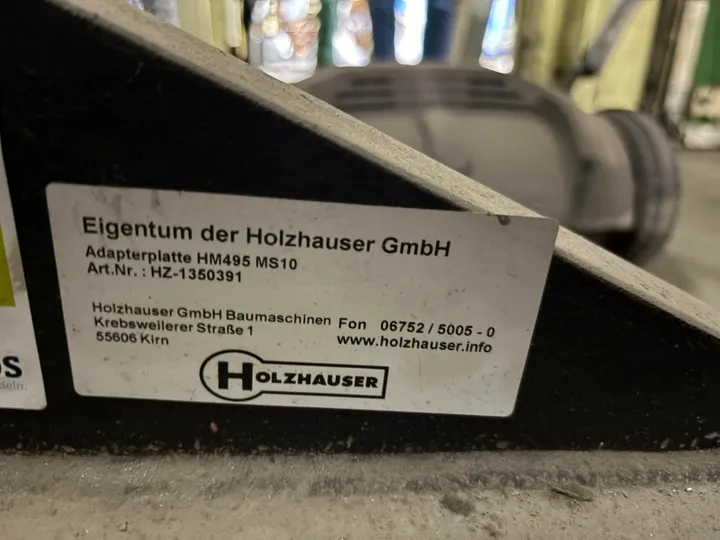 Eigentum der Holzhauser GmbH
Adapterplatte HM495 MS10
Art.Nr. : HZ-1350391
Holzhauser GmbH Baumaschinen Fon 06752 / 5005 - 0
Krebsweilerer Straße 1 www.holzhauser.info
55606 Kirn
HOLZHAUSER